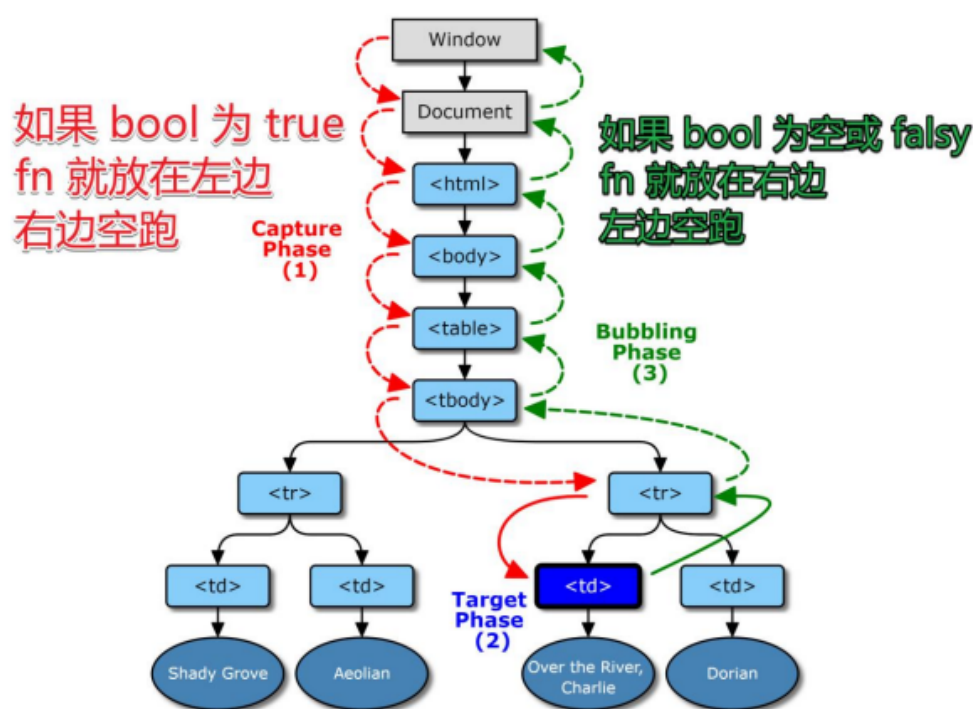 Window
Document
如果 bool 为 true
fn 就放在左边
右边空跑
如果 bool 为空或 falsy
fn 就放在右边
左边空跑
<html>
Capture
Phase
(1)
<body>
<table>
Bubbling
Phase
(3)
<tbody>
<tr>
<tr>
<td>
<td>
<td>
<td>
Target
Phase
(2)
Shady Grove
Aeolian
Over the River,
Charlie
Dorian